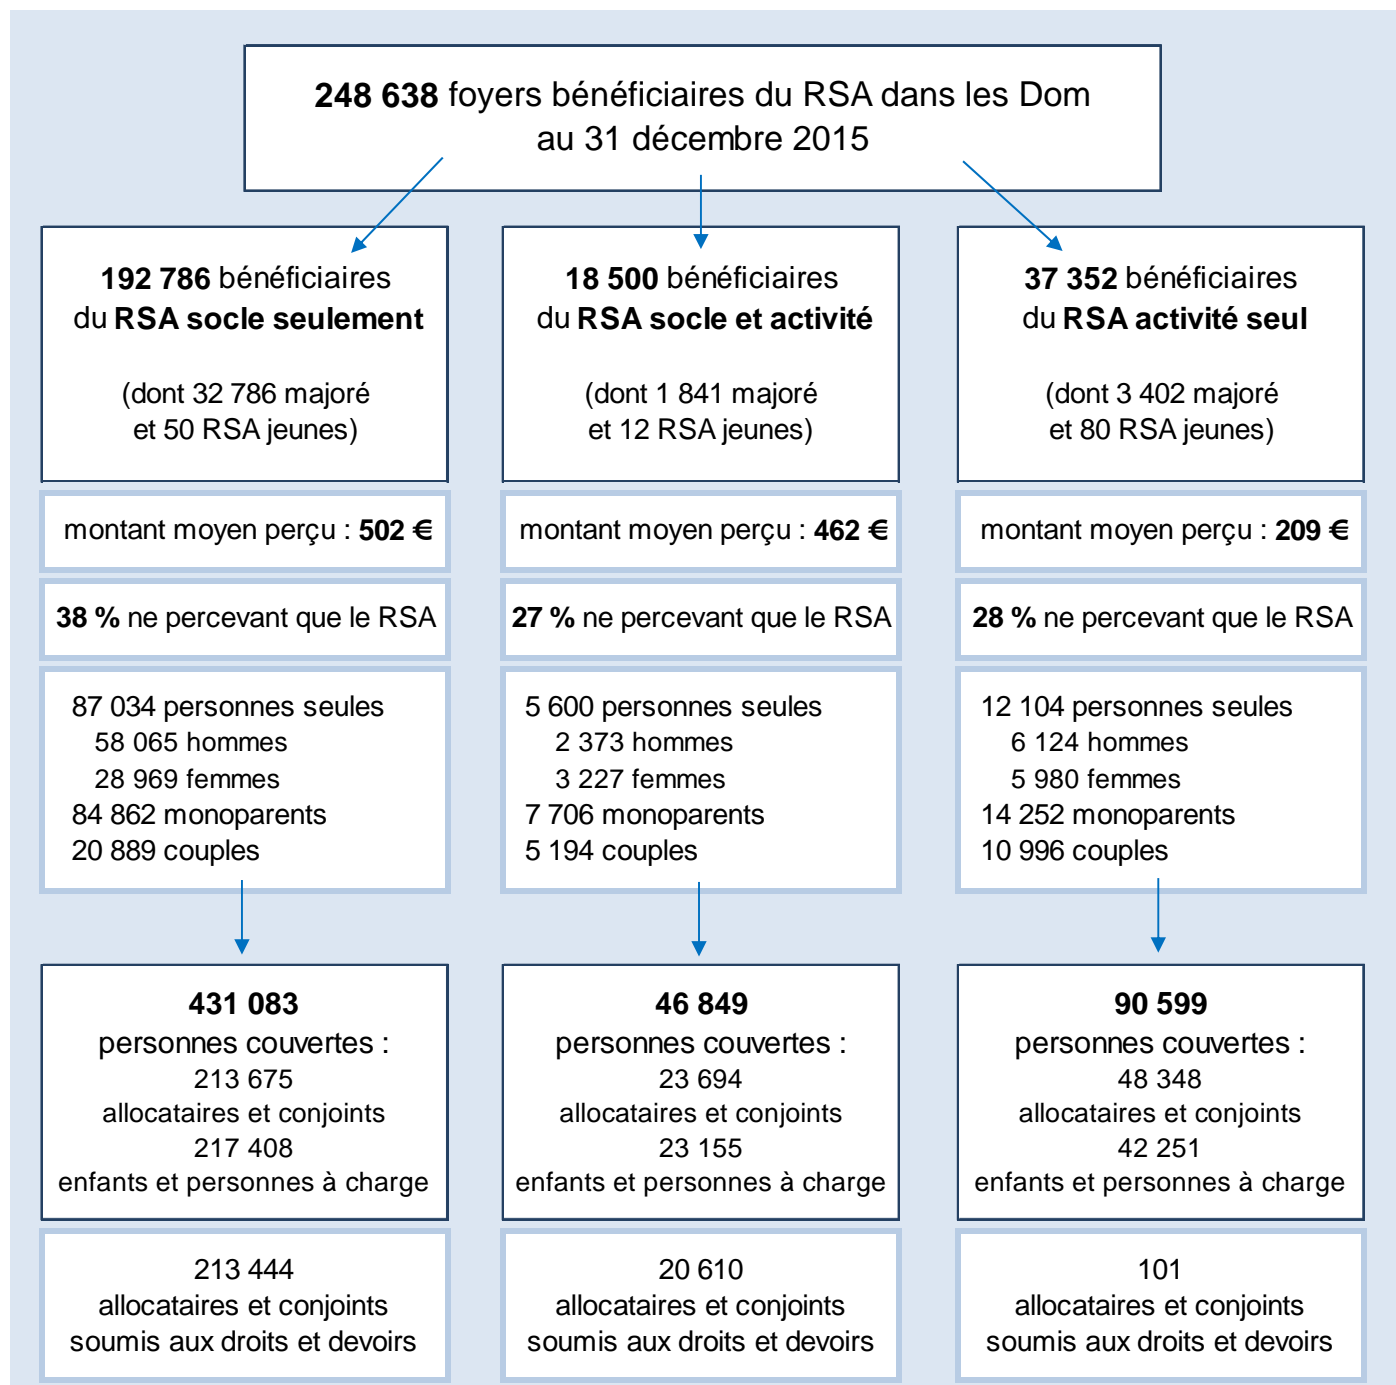 248 638 foyers bénéficiaires du RSA dans les Dom
au 31 décembre 2015
192 786 bénéficiaires
du RSA socle seulement
(dont 32 786 majoré
et 50 RSA jeunes)
montant moyen perçu : 502 €
38 % ne percevant que le RSA
87 034 personnes seules
58 065 hommes
28 969 femmes
84 862 monoparents
20 889 couples
431 083
personnes couvertes :
213 675
allocataires et conjoints
217 408
enfants et personnes à charge
213 444
allocataires et conjoints
soumis aux droits et devoirs
18 500 bénéficiaires
du RSA socle et activité
(dont 1 841 majoré
et 12 RSA jeunes)
montant moyen perçu : 462 €
27 % ne percevant que le RSA
5 600 personnes seules
2 373 hommes
3 227 femmes
7 706 monoparents
5 194 couples
46 849
personnes couvertes :
23 694
allocataires et conjoints
23 155
enfants et personnes à charge
20 610
allocataires et conjoints
soumis aux droits et devoirs
37 352 bénéficiaires
du RSA activité seul
(dont 3 402 majoré
et 80 RSA jeunes)
montant moyen perçu : 209 €
28 % ne percevant que le RSA
12 104 personnes seules
6 124 hommes
5 980 femmes
14 252 monoparents
10 996 couples
90 599
personnes couvertes :
48 348
allocataires et conjoints
42 251
enfants et personnes à charge
101
allocataires et conjoints
soumis aux droits et devoirs